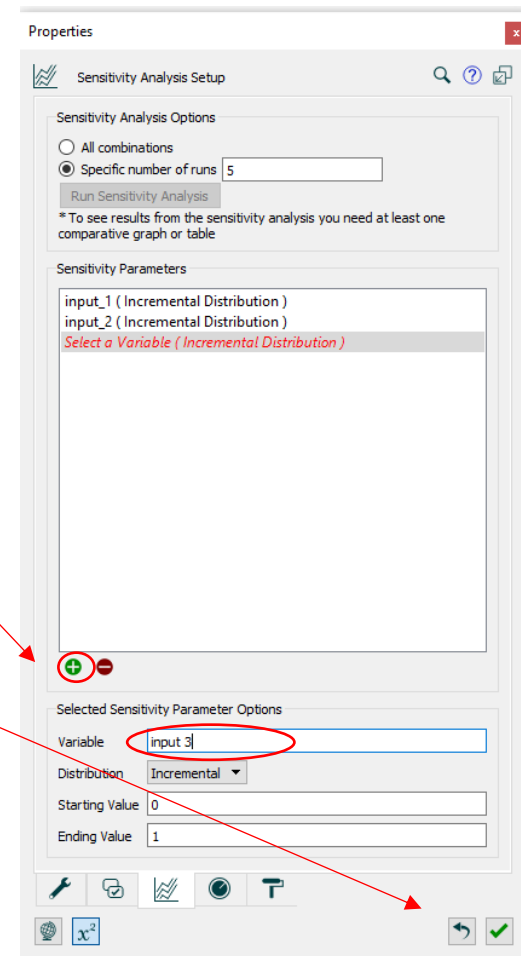 Properties
x
Sensitivity Analysis Setup
?
Sensitivity Analysis Options
All combinations
Specific number of runs 5
Run Sensitivity Analysis
* To see results from the sensitivity analysis you need at least one
comparative graph or table
Sensitivity Parameters
input_1 ( Incremental Distribution )
input_2 ( Incremental Distribution )
Select a Variable ( Incremental Distribution )
Selected Sensitivity Parameter Options
Variable input 3
Distribution Incremental
Starting Value 0
Ending Value 1
x²